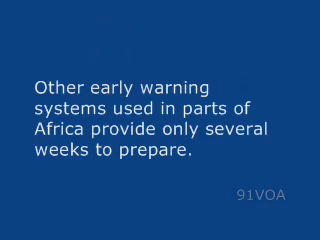 Other early warning
systems used in parts of
Africa provide only several
weeks to prepare.
91VOA